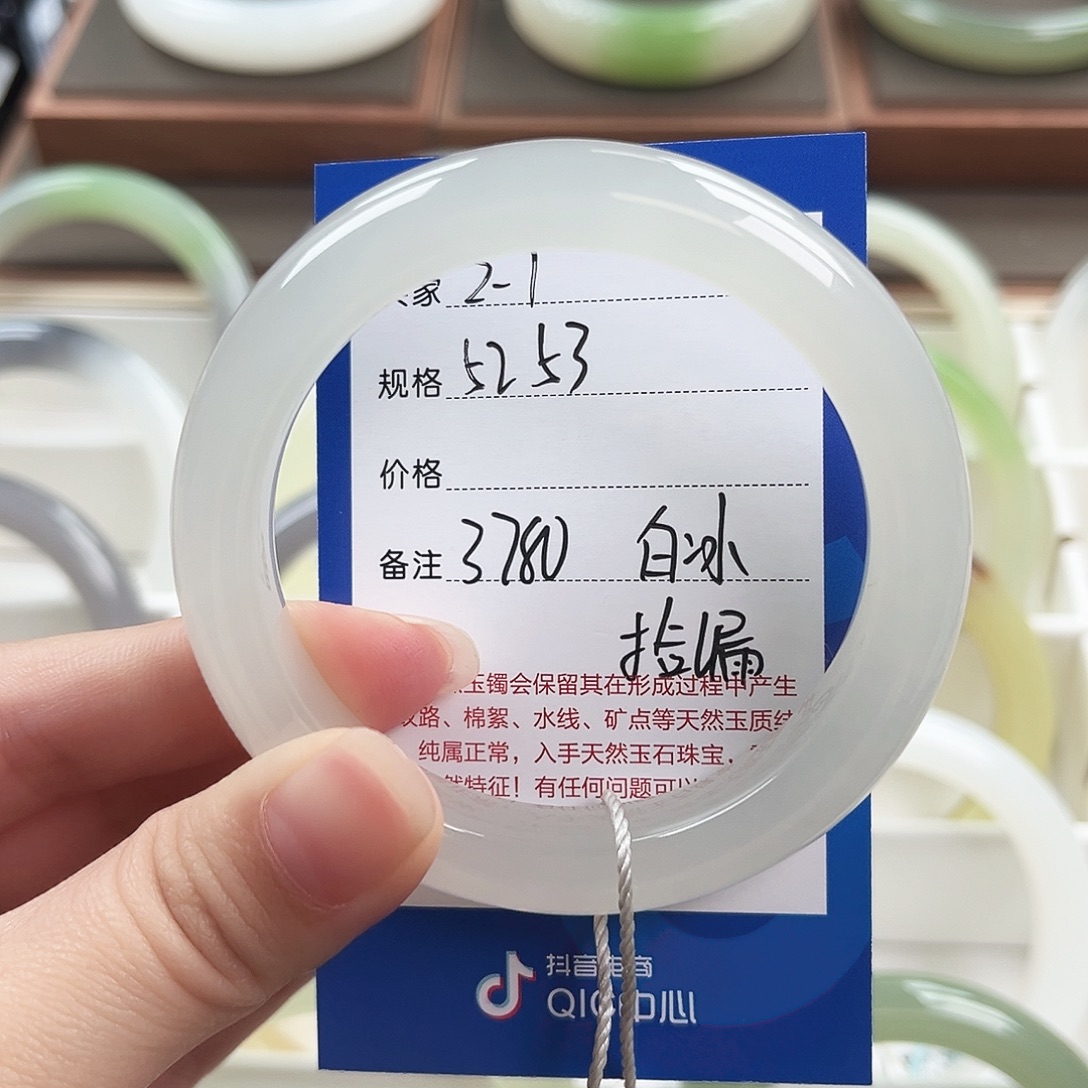 家 2-1
规格 52 53
价格
备注 3780 白冰
捡漏
玉镯会保留其在形成过程中产生
路、棉絮、水线、矿点等天然玉质
纯属正常，入手天然玉石珠宝，
然特征！有任何问题可以
抖音电商
QIC中心